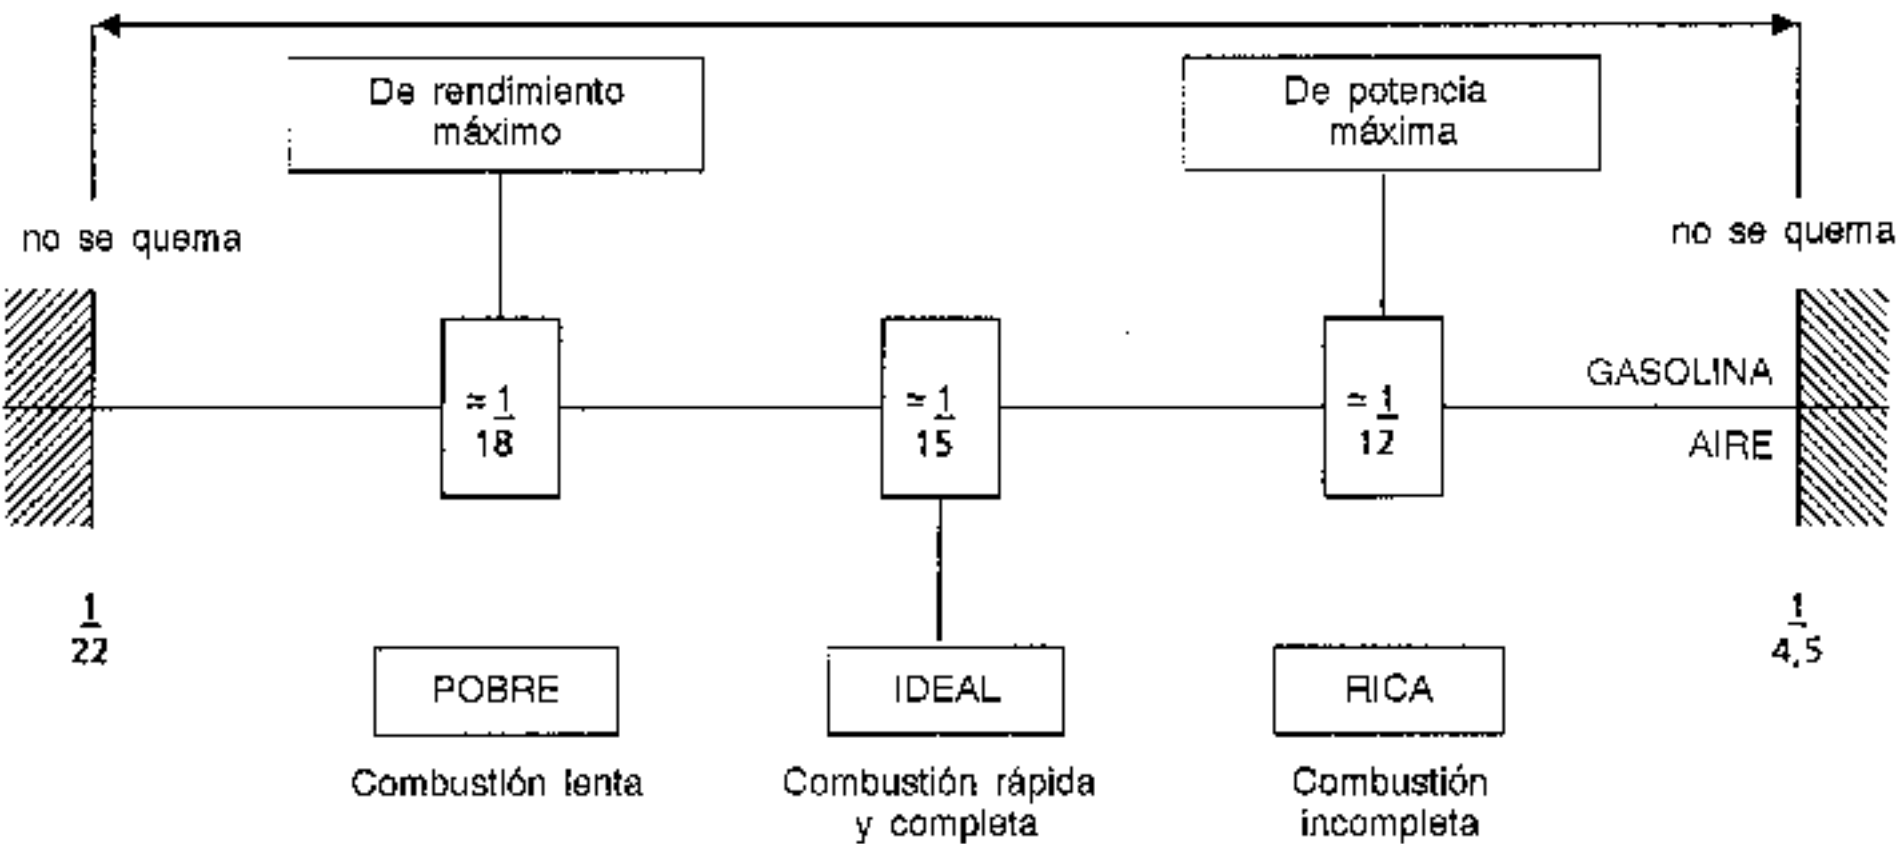 De rendimiento
máximo
De potencia
máxima
no se quema
no se quema
≈ 1
18
≈ 1
15
≈ 1
12
GASOLINA
AIRE
1
22
1
4,5
POBRE
IDEAL
RICA
Combustión lenta
Combustión rápida
y completa
Combustión
incompleta